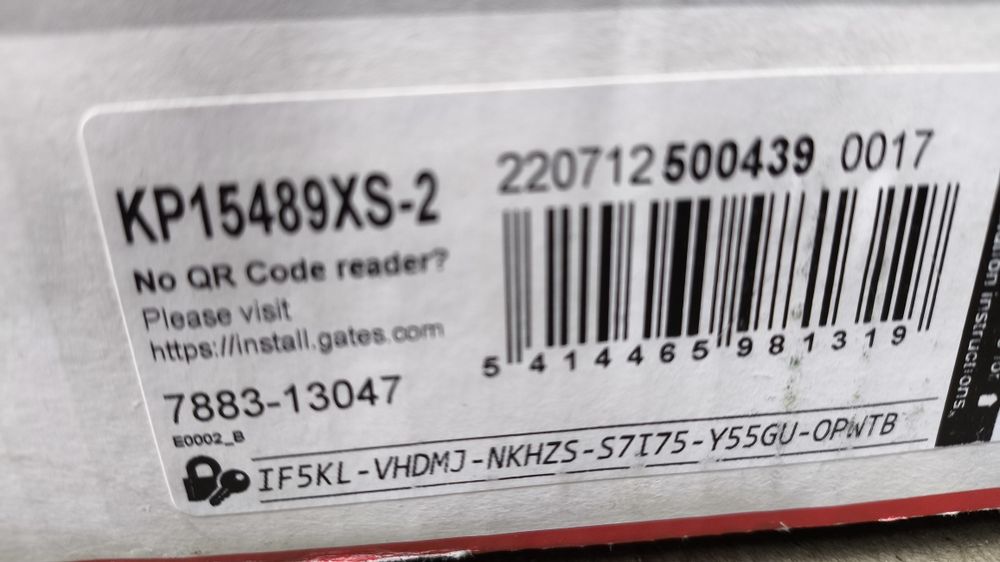 KP15489XS-2
No QR Code reader?
Please visit
https://install.gates.com
7883-13047
E0002_B
220712 500439 0017
5 414465 981319
IF5KL-VHDMJ-NKHZS-S7I75-Y55GU-OPWTB
instructions.